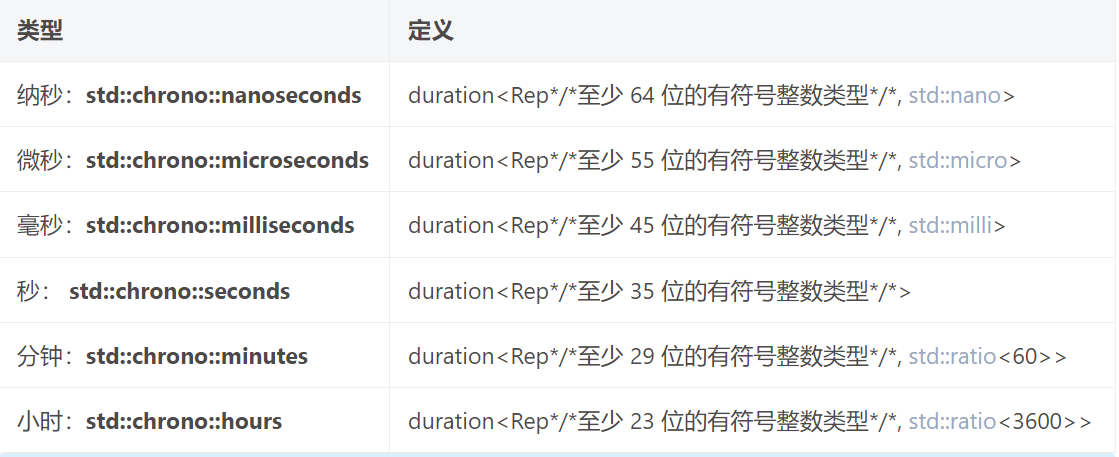 类型 定义
纳秒：std::chrono::nanoseconds duration<Rep*/*至少 64 位的有符号整数类型*/*, std::nano>
微秒：std::chrono::microseconds duration<Rep*/*至少 55 位的有符号整数类型*/*, std::micro>
毫秒：std::chrono::milliseconds duration<Rep*/*至少 45 位的有符号整数类型*/*, std::milli>
秒： std::chrono::seconds duration<Rep*/*至少 35 位的有符号整数类型*/*>
分钟：std::chrono::minutes duration<Rep*/*至少 29 位的有符号整数类型*/*, std::ratio<60>>
小时：std::chrono::hours duration<Rep*/*至少 23 位的有符号整数类型*/*, std::ratio<3600>>